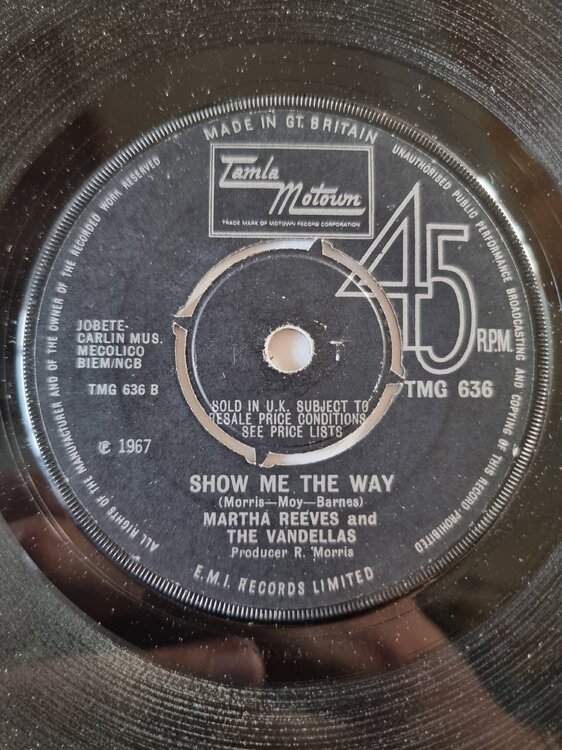 MADE IN GT. BRITAIN
Tamla
Motown
TRADE MARK OF MOTOWN RECORD CORPORATION
45
R.P.M.
TMG 636
JOBETE-
CARLIN MUS.
MECOLICO
BIEM/NCB
TMG 636 B
℗ 1967
SOLD IN U.K. SUBJECT TO
RESALE PRICE CONDITIONS,
SEE PRICE LISTS
SHOW ME THE WAY
(Morris—Moy—Barnes)
MARTHA REEVES and
THE VANDELLAS
Producer R. Morris
E.M.I. RECORDS LIMITED
ALL RIGHTS OF THE MANUFACTURER AND OF THE OWNER OF THE RECORDED WORK RESERVED
UNAUTHORISED PUBLIC PERFORMANCE BROADCASTING AND COPYING OF THIS RECORD PROHIBITED